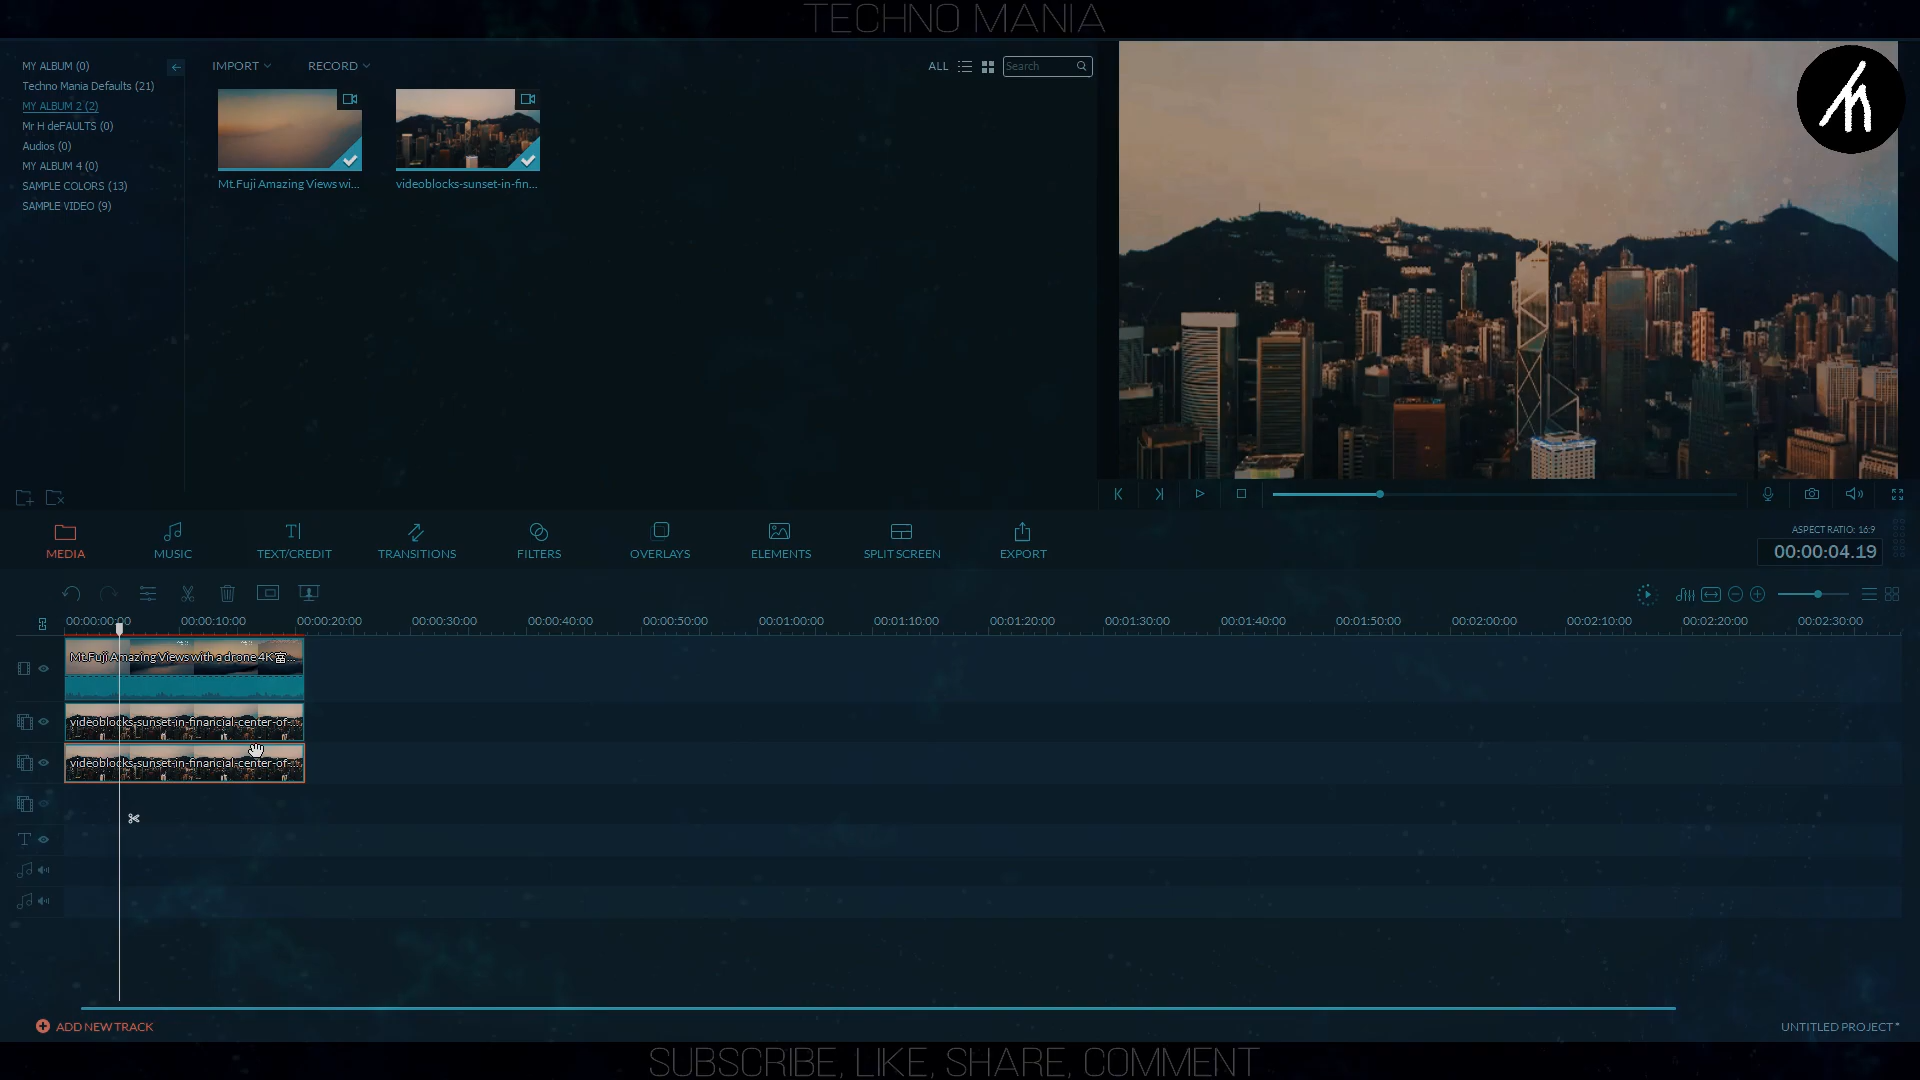 TECHNO MANIA
MY ALBUM (0)
Techno Mania Defaults (21)
MY ALBUM 2 (2)
Mr H deFAULTS (0)
Audios (0)
MY ALBUM 4 (0)
SAMPLE COLORS (13)
SAMPLE VIDEO (9)
IMPORT
RECORD
ALL
Search
Mt.Fuji Amazing Views wi...
videoblocks-sunset-in-fin...
MEDIA
MUSIC
TEXT/CREDIT
TRANSITIONS
FILTERS
OVERLAYS
ELEMENTS
SPLIT SCREEN
EXPORT
ASPECT RATIO: 16:9
00:00:04.19
00:00:00:00
00:00:10:00
00:00:20:00
00:00:30:00
00:00:40:00
00:00:50:00
00:01:00:00
00:01:10:00
00:01:20:00
00:01:30:00
00:01:40:00
00:01:50:00
00:02:00:00
00:02:10:00
00:02:20:00
00:02:30:00
Mt.Fuji Amazing Views with a drone 4K富...
videoblocks-sunset-in-financial-center-of-...
videoblocks-sunset-in-financial-center-of-...
ADD NEW TRACK
UNTITLED PROJECT *
SUBSCRIBE, LIKE, SHARE, COMMENT